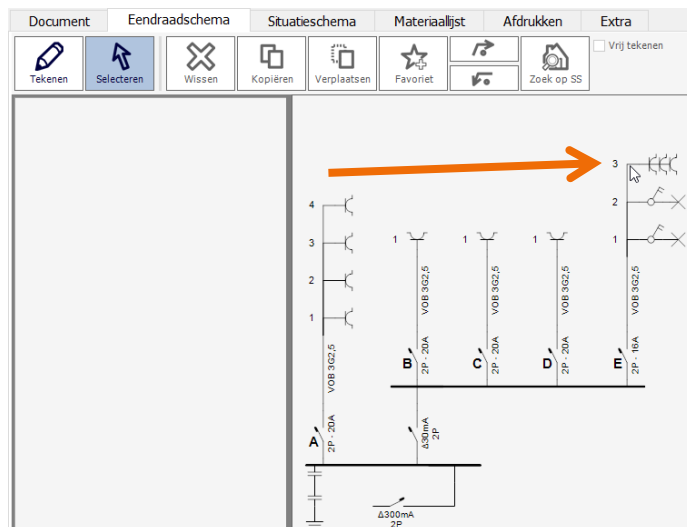 Document Eendraadschema Situatieschema Materiaallijst Afdrukken Extra
Tekenen Selecteren Wissen Kopiëren Verplaatsen Favoriet Zoek op SS Vrij tekenen
3
4 2
3 1 1 1 1
2
1
VOB 3G2,5 VOB 3G2,5 VOB 3G2,5 VOB 3G2,5
VOB 3G2,5
B 2P - 20A C 2P - 20A D 2P - 20A E 2P - 16A
A 2P - 20A
Δ30mA
2P
Δ300mA
2P